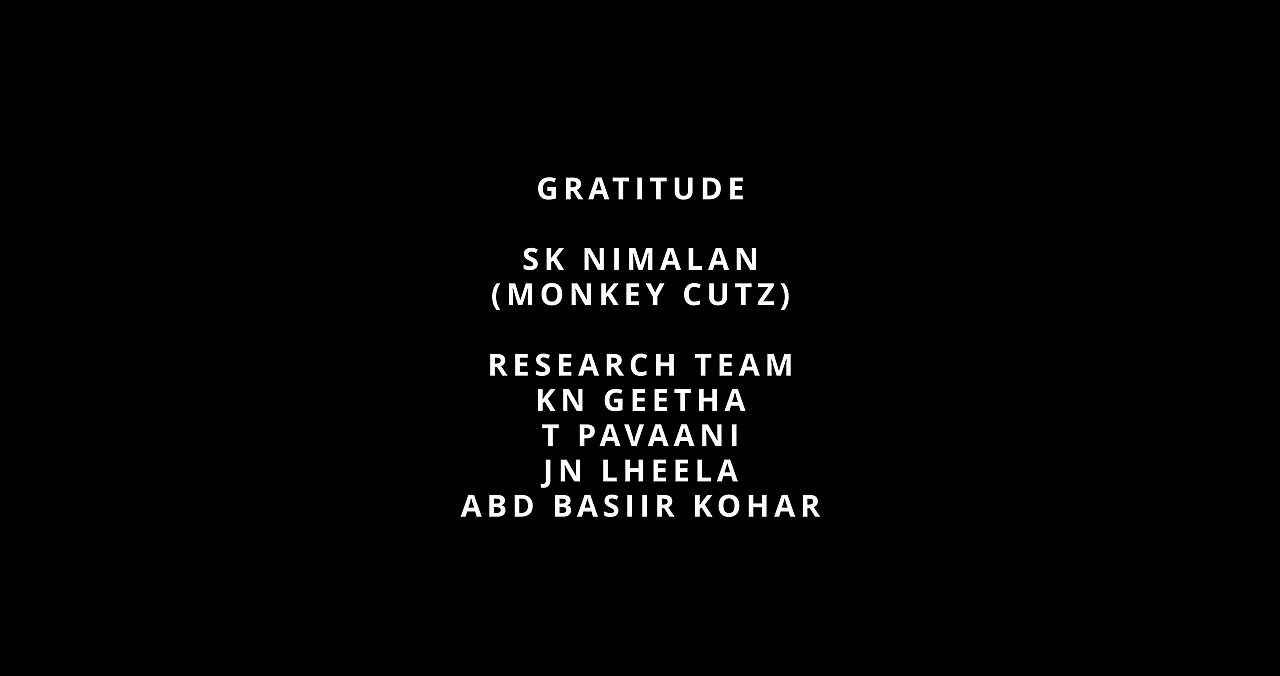 GRATITUDE
SK NIMALAN
(MONKEY CUTZ)
RESEARCH TEAM
KN GEETHA
T PAVAANI
JN LHEELA
ABD BASIIR KOHAR